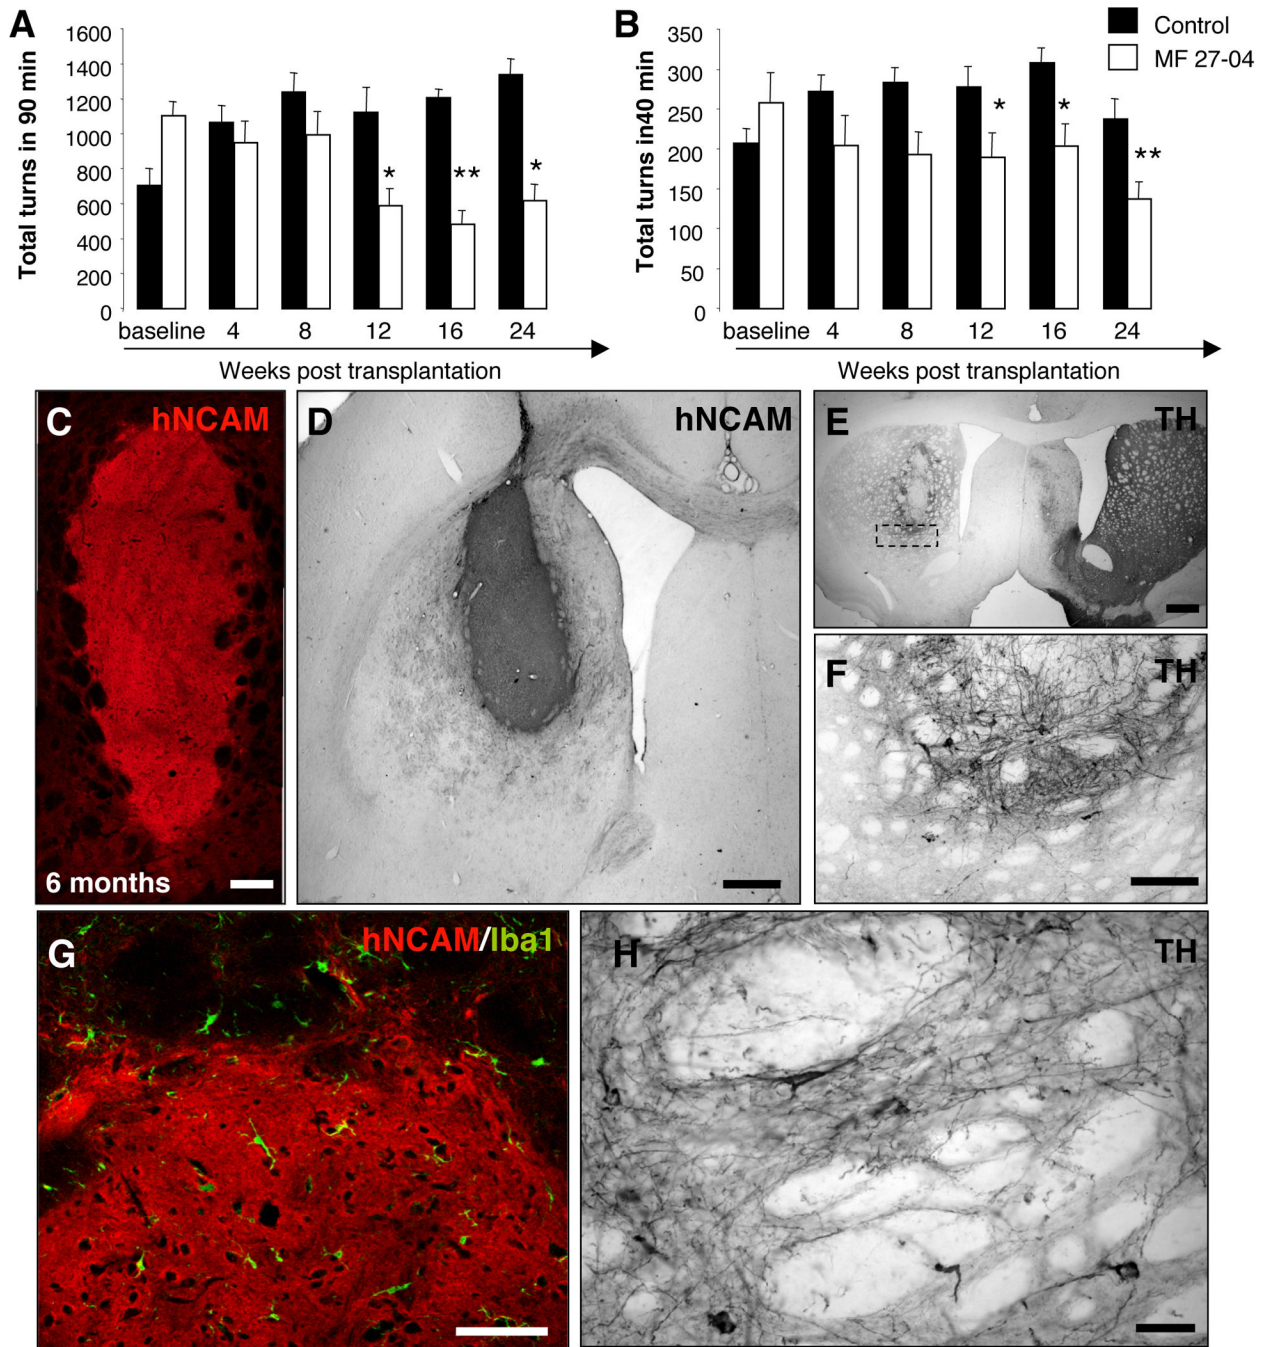 A
Total turns in 90 min
1600
1400
1200
1000
800
600
400
200
0
* ** *
baseline 4 8 12 16 24
Weeks post transplantation
B
Total turns in40 min
350
300
250
200
150
100
50
0
* * **
baseline 4 8 12 16 24
Weeks post transplantation
Control
MF 27-04
C hNCAM
6 months
D hNCAM
E TH
F TH
G hNCAM/Iba1
H TH